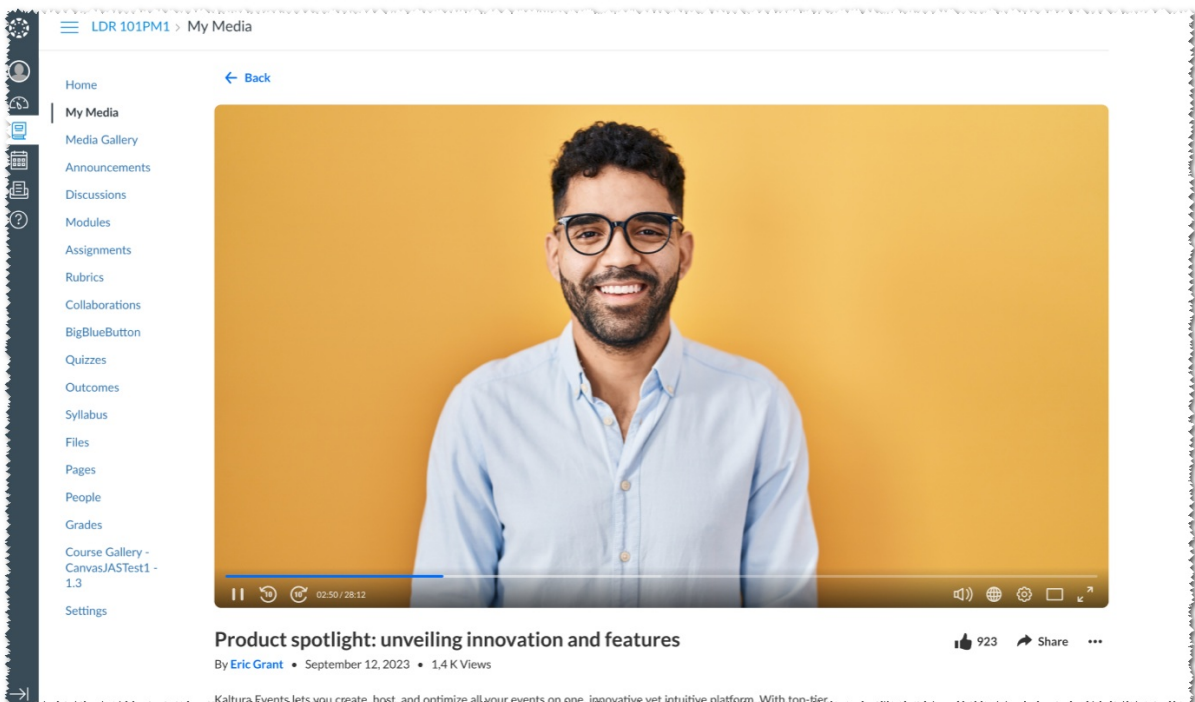 LDR 101PM1 > My Media
Home
My Media
Media Gallery
Announcements
Discussions
Modules
Assignments
Rubrics
Collaborations
BigBlueButton
Quizzes
Outcomes
Syllabus
Files
Pages
People
Grades
Course Gallery -
CanvasJASTest1 -
1.3
Settings
← Back
10 10 02:50 / 28:12
Product spotlight: unveiling innovation and features
923 Share •••
By Eric Grant • September 12, 2023 • 1,4 K Views
Kaltura Events lets you create, host, and optimize all your events on one, innovative yet intuitive platform. With top-tier